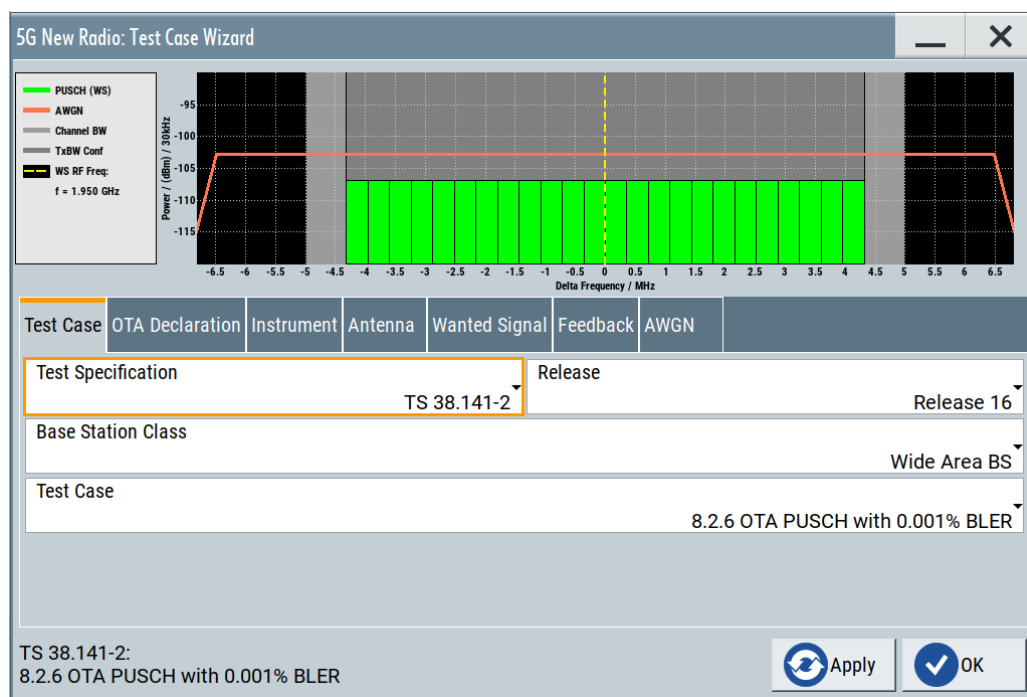 5G New Radio: Test Case Wizard
PUSCH (WS)
AWGN
Channel BW
TxBW Conf
WS RF Freq:
f = 1.950 GHz
Power / (dBm) / 30kHz
-95
-100
-105
-110
-115
-6.5 -6 -5.5 -5 -4.5 -4 -3.5 -3 -2.5 -2 -1.5 -1 -0.5 0 0.5 1 1.5 2 2.5 3 3.5 4 4.5 5 5.5 6 6.5
Delta Frequency / MHz
Test Case OTA Declaration Instrument Antenna Wanted Signal Feedback AWGN
Test Specification Release
TS 38.141-2 Release 16
Base Station Class
Wide Area BS
Test Case
8.2.6 OTA PUSCH with 0.001% BLER
TS 38.141-2:
8.2.6 OTA PUSCH with 0.001% BLER
Apply OK